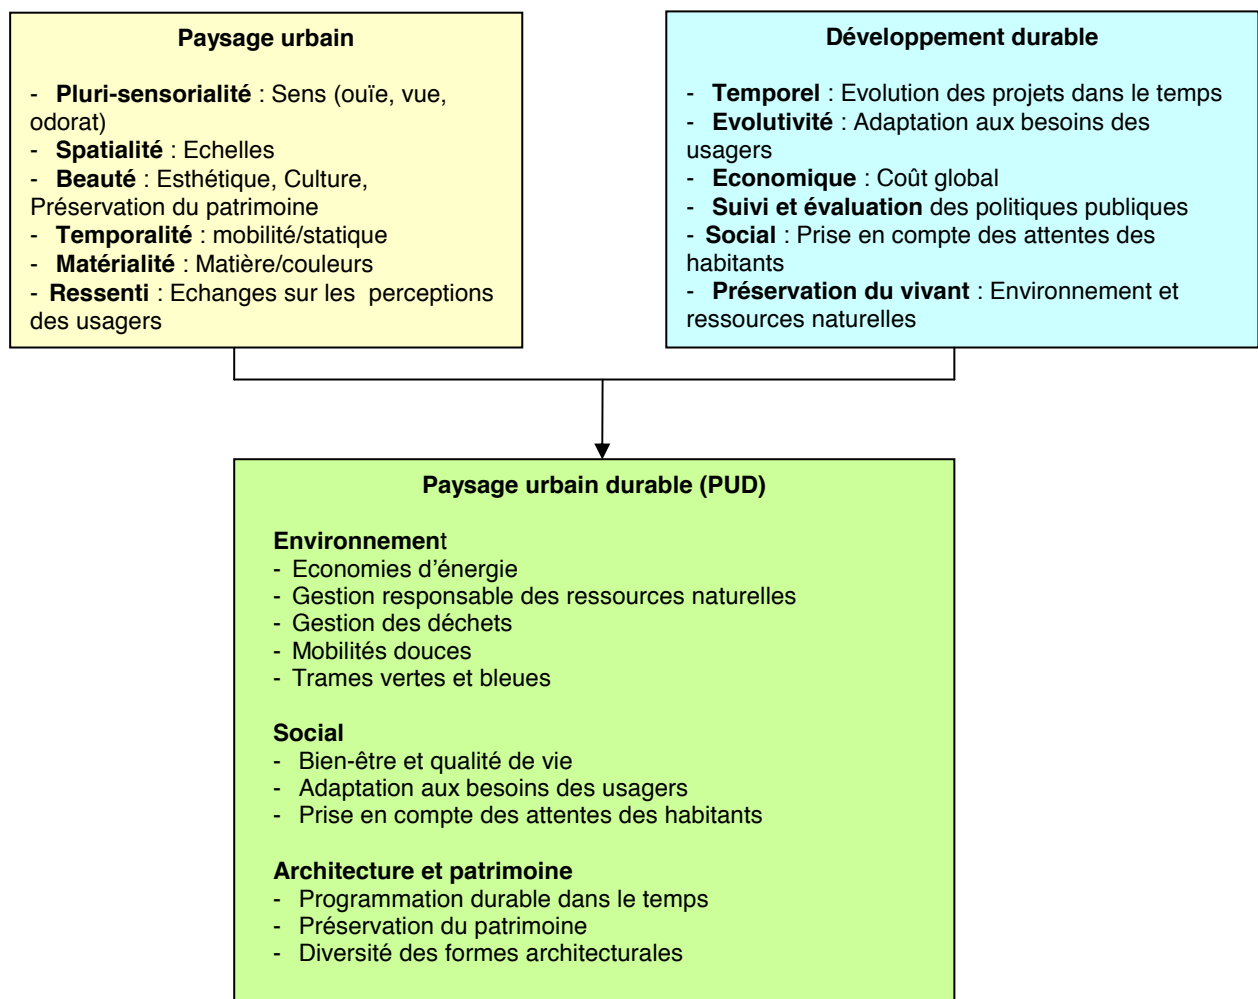 Paysage urbain
- Pluri-sensorialité : Sens (ouïe, vue,
odorat)
- Spatialité : Echelles
- Beauté : Esthétique, Culture,
Préservation du patrimoine
- Temporalité : mobilité/statique
- Matérialité : Matière/couleurs
- Ressenti : Echanges sur les perceptions
des usagers
Développement durable
- Temporel : Evolution des projets dans le temps
- Evolutivité : Adaptation aux besoins des
usagers
- Economique : Coût global
- Suivi et évaluation des politiques publiques
- Social : Prise en compte des attentes des
habitants
- Préservation du vivant : Environnement et
ressources naturelles
Paysage urbain durable (PUD)
Environnement
- Economies d’énergie
- Gestion responsable des ressources naturelles
- Gestion des déchets
- Mobilités douces
- Trames vertes et bleues
Social
- Bien-être et qualité de vie
- Adaptation aux besoins des usagers
- Prise en compte des attentes des habitants
Architecture et patrimoine
- Programmation durable dans le temps
- Préservation du patrimoine
- Diversité des formes architecturales